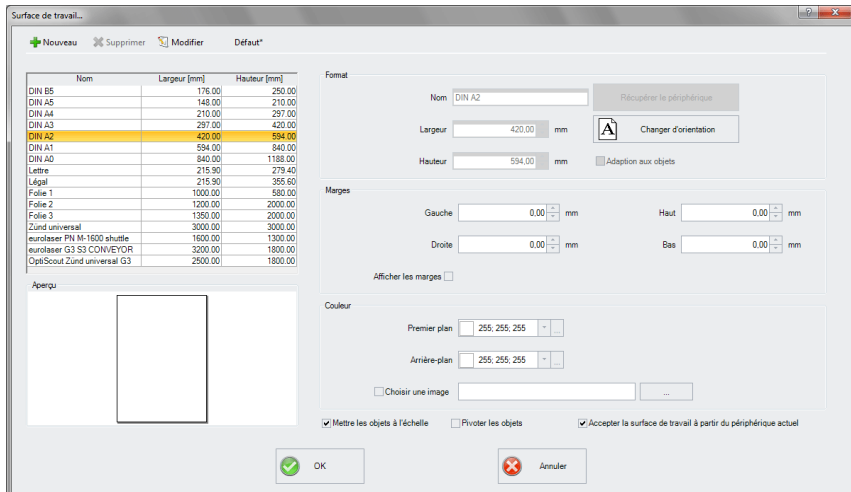 Surface de travail...
Nouveau Supprimer Modifier Défaut*
Nom Largeur [mm] Hauteur [mm]
DIN B5 176.00 250.00
DIN A5 148.00 210.00
DIN A4 210.00 297.00
DIN A3 297.00 420.00
DIN A2 420.00 594.00
DIN A1 594.00 840.00
DIN A0 840.00 1188.00
Lettre 215.90 279.40
Légal 215.90 355.60
Folie 1 1000.00 580.00
Folie 2 1200.00 2000.00
Folie 3 1350.00 2000.00
Zünd universal 3000.00 3000.00
eurolaser PN M-1600 shuttle 1600.00 1300.00
eurolaser G3 S3 CONVEYOR 3200.00 1800.00
OptiScout Zünd universal G3 2500.00 1800.00
Aperçu
Format
Nom DIN A2 Récupérer le périphérique
Largeur 420,00 mm A Changer d'orientation
Hauteur 594,00 mm Adaption aux objets
Marges
Gauche 0,00 mm Haut 0,00 mm
Droite 0,00 mm Bas 0,00 mm
Afficher les marges
Couleur
Premier plan 255; 255; 255 ...
Arrière-plan 255; 255; 255 ...
Choisir une image ...
Mettre les objets à l'échelle Pivoter les objets Accepter la surface de travail à partir du périphérique actuel
OK Annuler